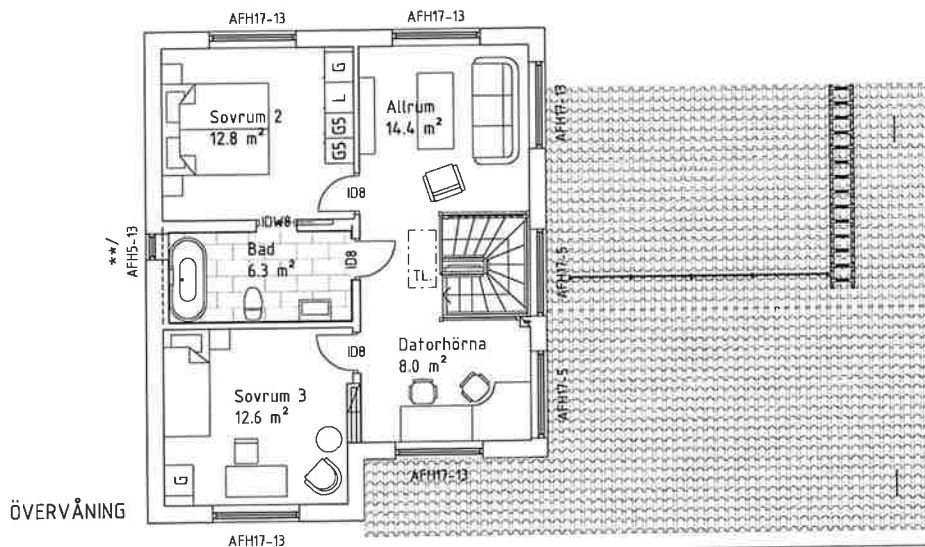 AFH17-13
AFH17-13
G
L
GS
GS
Sovrum 2
12.8 m²
Allrum
14.4 m²
AFH17-13
ID8
IDW8
**/
AFH5-13
Bad
6.3 m²
ID8
TL.
AFH17-5
ID8
Datorhörna
8.0 m²
AFH17-5
Sovrum 3
12.6 m²
G
AFH17-13
ÖVERVÅNING
AFH17-13